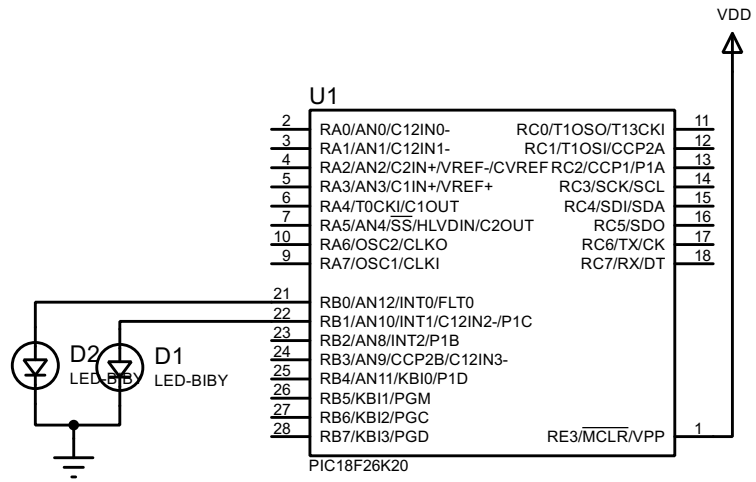 VDD
U1
2 RA0/AN0/C12IN0- RC0/T1OSO/T13CKI 11
3 RA1/AN1/C12IN1- RC1/T1OSI/CCP2A 12
4 RA2/AN2/C2IN+/VREF-/CVREF RC2/CCP1/P1A 13
5 RA3/AN3/C1IN+/VREF+ RC3/SCK/SCL 14
6 RA4/T0CKI/C1OUT RC4/SDI/SDA 15
7 RA5/AN4/SS/HLVDIN/C2OUT RC5/SDO 16
10 RA6/OSC2/CLKO RC6/TX/CK 17
9 RA7/OSC1/CLKI RC7/RX/DT 18
21 RB0/AN12/INT0/FLT0
22 RB1/AN10/INT1/C12IN2-/P1C
23 RB2/AN8/INT2/P1B
24 RB3/AN9/CCP2B/C12IN3-
25 RB4/AN11/KBI0/P1D
26 RB5/KBI1/PGM
27 RB6/KBI2/PGC
28 RB7/KBI3/PGD RE3/MCLR/VPP 1
PIC18F26K20
D2 D1
LED-BIBY LED-BIBY